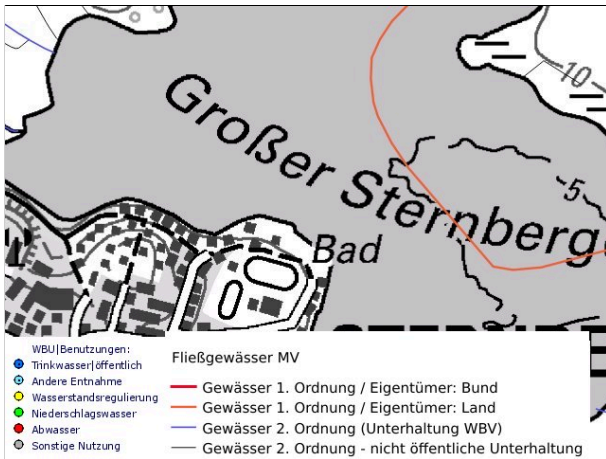 10
Großer Sternberge
5
Bad
WBU|Benutzungen:
Trinkwasser|öffentlich
Andere Entnahme
Wasserstandsregulierung
Niederschlagswasser
Abwasser
Sonstige Nutzung
Fließgewässer MV
Gewässer 1. Ordnung / Eigentümer: Bund
Gewässer 1. Ordnung / Eigentümer: Land
Gewässer 2. Ordnung (Unterhaltung WBV)
Gewässer 2. Ordnung - nicht öffentliche Unterhaltung